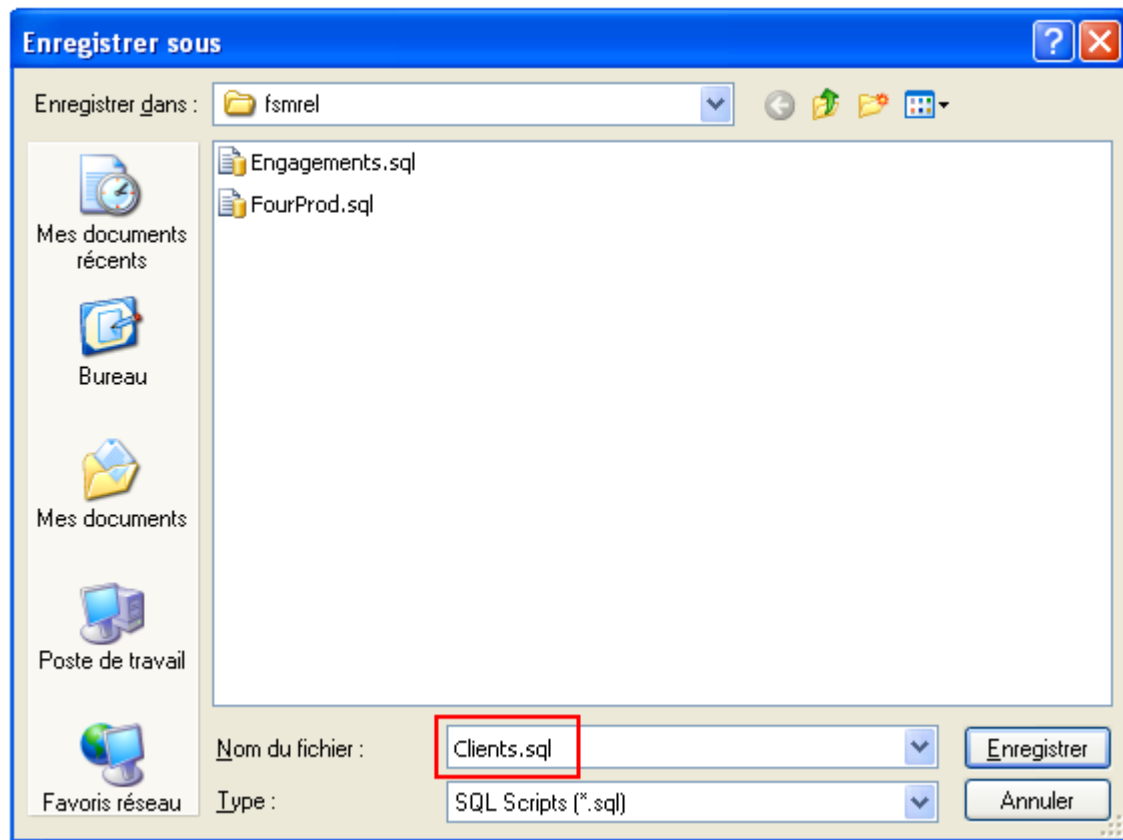 Enregistrer sous
Enregistrer dans :
fsmrel
Engagements.sql
FourProd.sql
Mes documents
récents
Bureau
Mes documents
Poste de travail
Favoris réseau
Nom du fichier :
Clients.sql
Enregistrer
Type :
SQL Scripts (*.sql)
Annuler